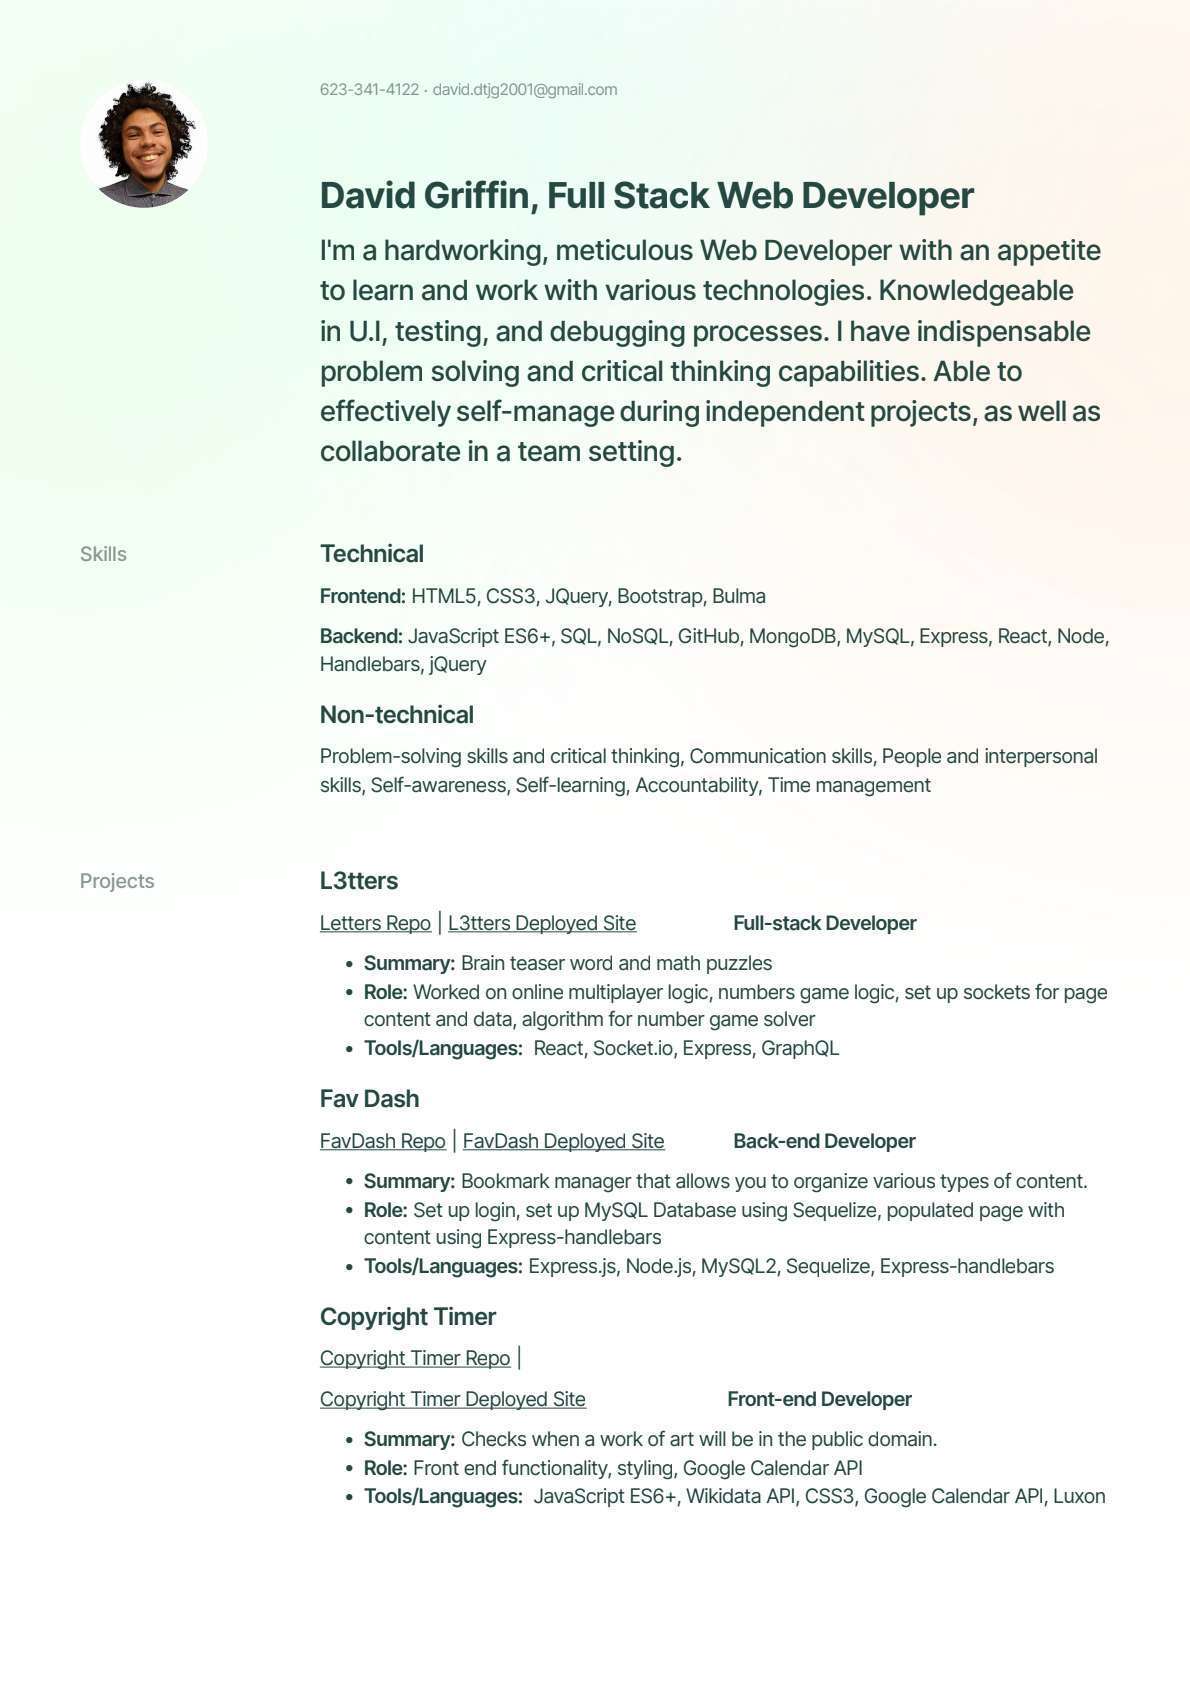 623-341-4122 · david.dtjg2001@gmail.com
David Griffin, Full Stack Web Developer
I'm a hardworking, meticulous Web Developer with an appetite
to learn and work with various technologies. Knowledgeable
in U.I, testing, and debugging processes. I have indispensable
problem solving and critical thinking capabilities. Able to
effectively self-manage during independent projects, as well as
collaborate in a team setting.
Skills
Technical
Frontend: HTML5, CSS3, JQuery, Bootstrap, Bulma
Backend: JavaScript ES6+, SQL, NoSQL, GitHub, MongoDB, MySQL, Express, React, Node,
Handlebars, jQuery
Non-technical
Problem-solving skills and critical thinking, Communication skills, People and interpersonal
skills, Self-awareness, Self-learning, Accountability, Time management
Projects
L3tters
Letters Repo | L3tters Deployed Site Full-stack Developer
• Summary: Brain teaser word and math puzzles
• Role: Worked on online multiplayer logic, numbers game logic, set up sockets for page
content and data, algorithm for number game solver
• Tools/Languages: React, Socket.io, Express, GraphQL
Fav Dash
FavDash Repo | FavDash Deployed Site Back-end Developer
• Summary: Bookmark manager that allows you to organize various types of content.
• Role: Set up login, set up MySQL Database using Sequelize, populated page with
content using Express-handlebars
• Tools/Languages: Express.js, Node.js, MySQL2, Sequelize, Express-handlebars
Copyright Timer
Copyright Timer Repo |
Copyright Timer Deployed Site Front-end Developer
• Summary: Checks when a work of art will be in the public domain.
• Role: Front end functionality, styling, Google Calendar API
• Tools/Languages: JavaScript ES6+, Wikidata API, CSS3, Google Calendar API, Luxon